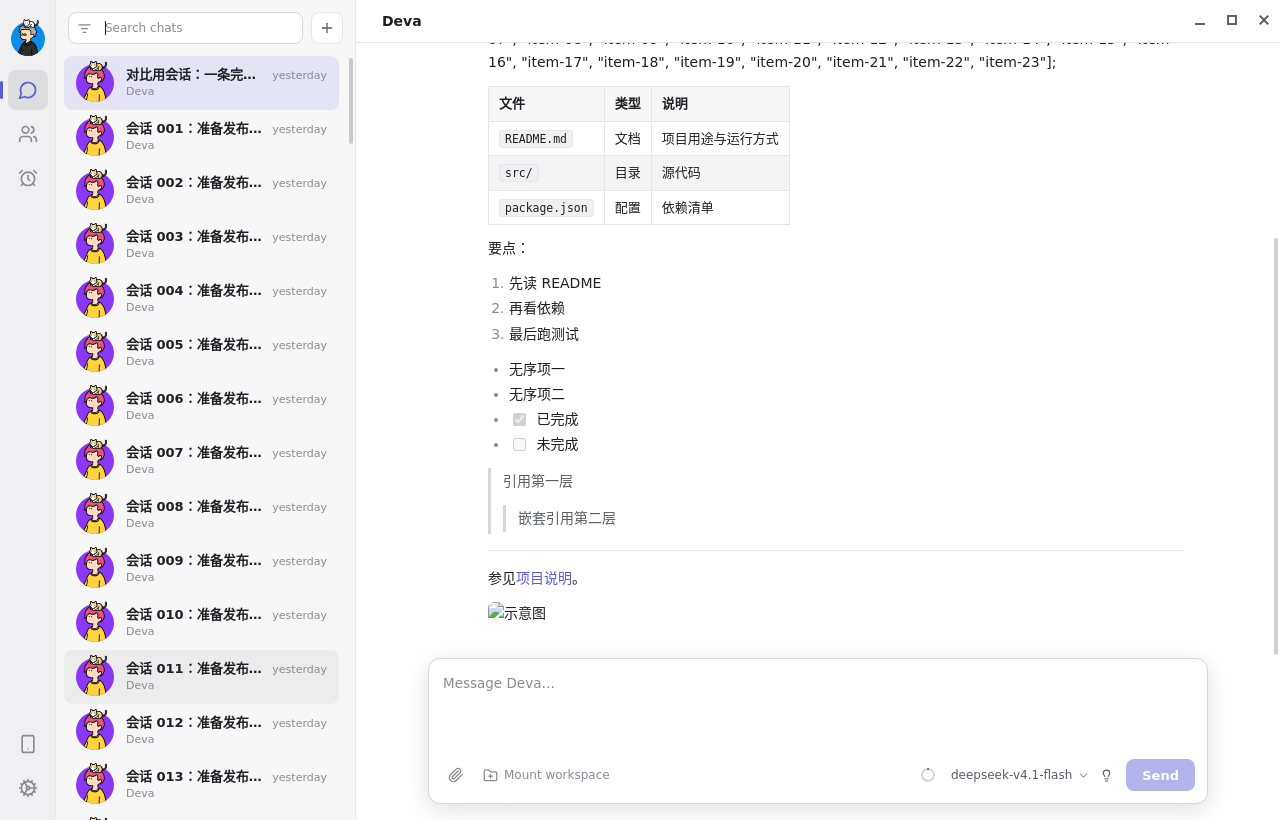 Search chats
对比用会话：一条完... yesterday
Deva
会话 001：准备发布... yesterday
Deva
会话 002：准备发布... yesterday
Deva
会话 003：准备发布... yesterday
Deva
会话 004：准备发布... yesterday
Deva
会话 005：准备发布... yesterday
Deva
会话 006：准备发布... yesterday
Deva
会话 007：准备发布... yesterday
Deva
会话 008：准备发布... yesterday
Deva
会话 009：准备发布... yesterday
Deva
会话 010：准备发布... yesterday
Deva
会话 011：准备发布... yesterday
Deva
会话 012：准备发布... yesterday
Deva
会话 013：准备发布... yesterday
Deva
Deva
16", "item-17", "item-18", "item-19", "item-20", "item-21", "item-22", "item-23"];
文件 类型 说明
README.md 文档 项目用途与运行方式
src/ 目录 源代码
package.json 配置 依赖清单
要点：
1. 先读 README
2. 再看依赖
3. 最后跑测试
• 无序项一
• 无序项二
• 已完成
• 未完成
引用第一层
嵌套引用第二层
参见项目说明。
示意图
Message Deva...
Mount workspace
deepseek-v4.1-flash
Send